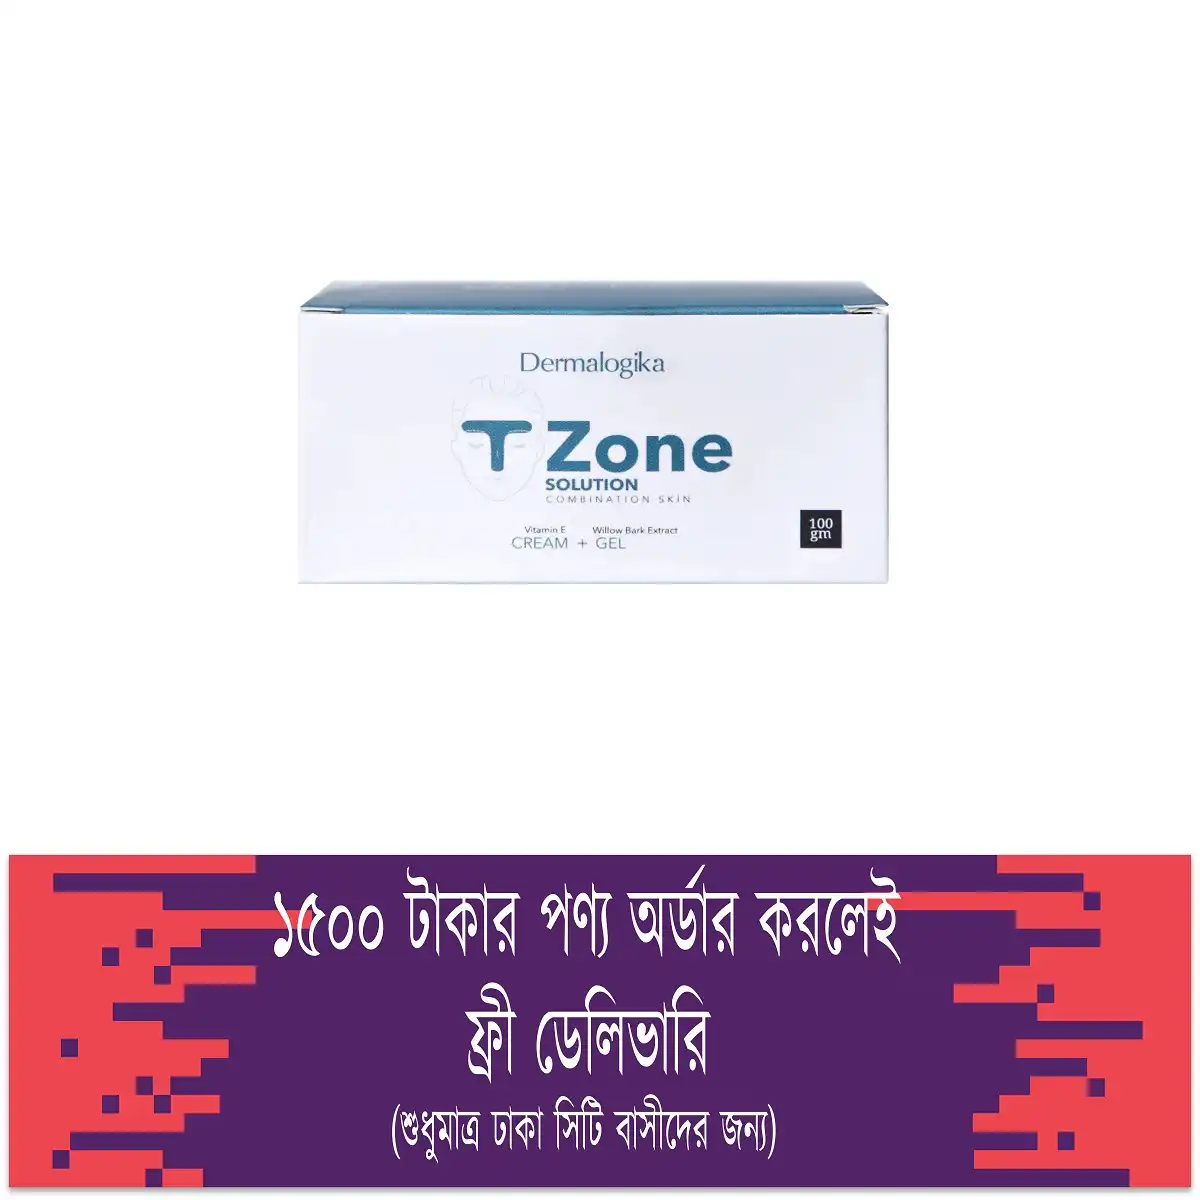 Dermalogika
T Zone
SOLUTION
COMBINATION SKIN
Vitamin E Willow Bark Extract
CREAM + GEL
100
gm
১৫০০ টাকার পণ্য অর্ডার করলেই
ফ্রী ডেলিভারি
(শুধুমাত্র ঢাকা সিটি বাসীদের জন্য)